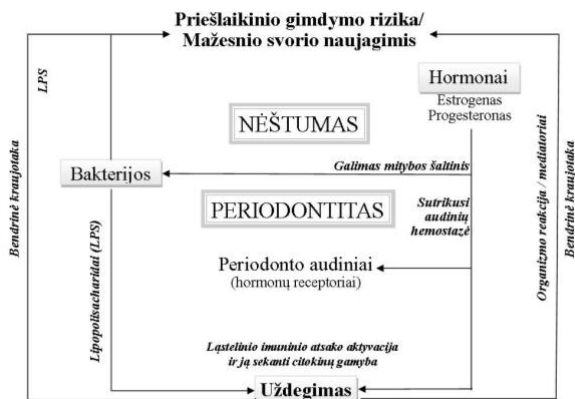 Priešlaikinio gimdymo rizika/
Mažesnio svorio naujagimis
LPS
Hormonai
Estrogenas
Progesteronas
NĖŠTUMAS
Galimas mitybos šaltinis
Bakterijos
PERIODONTITAS
Sutrikusi
audinių
hemostazė
Periodonto audiniai
(hormonų receptoriai)
Bendrinė kraujotaka
Lipopolisacharidai (LPS)
Organizmo reakcija / mediatoriai
Bendrinė kraujotaka
Ląstelinio imuninio atsako aktyvacija
ir ją sekanti citokinų gamyba
Uždegimas